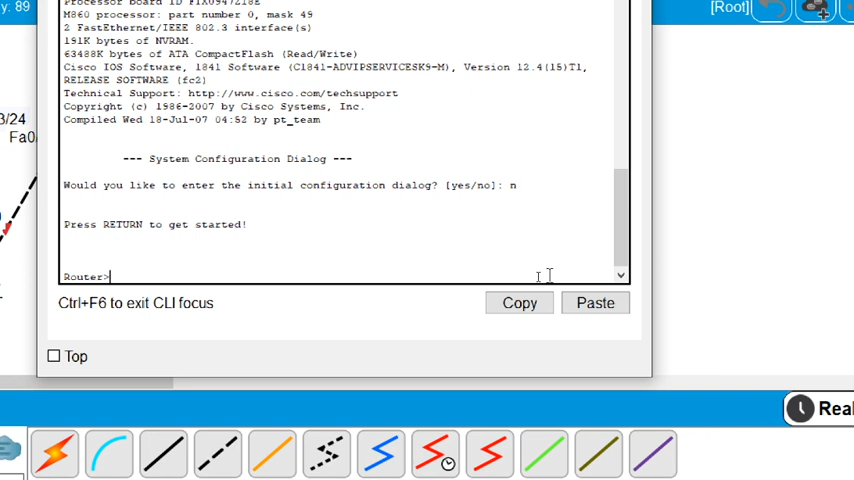 y: 89
[Root]
Processor board ID FTX0947Z18E
M860 processor: part number 0, mask 49
2 FastEthernet/IEEE 802.3 interface(s)
191K bytes of NVRAM.
63488K bytes of ATA CompactFlash (Read/Write)
Cisco IOS Software, 1841 Software (C1841-ADVIPSERVICESK9-M), Version 12.4(15)T1,
RELEASE SOFTWARE (fc2)
Technical Support: http://www.cisco.com/techsupport
Copyright (c) 1986-2007 by Cisco Systems, Inc.
Compiled Wed 18-Jul-07 04:52 by pt_team
3/24
Fa0/
--- System Configuration Dialog ---
Would you like to enter the initial configuration dialog? [yes/no]: n
Press RETURN to get started!
Router>
Ctrl+F6 to exit CLI focus
Copy
Paste
Top
Rea